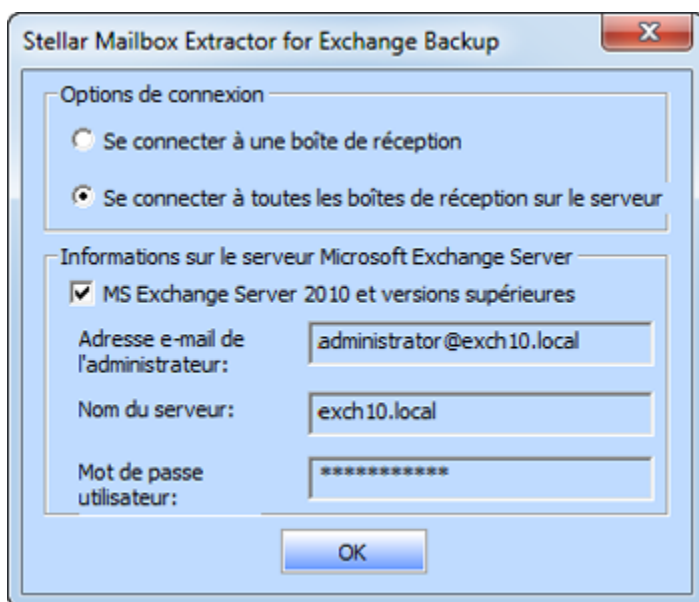 Stellar Mailbox Extractor for Exchange Backup
Options de connexion
Se connecter à une boîte de réception
Se connecter à toutes les boîtes de réception sur le serveur
Informations sur le serveur Microsoft Exchange Server
MS Exchange Server 2010 et versions supérieures
Adresse e-mail de
l'administrateur:
administrator@exch10.local
Nom du serveur:
exch10.local
Mot de passe
utilisateur:
***********
OK